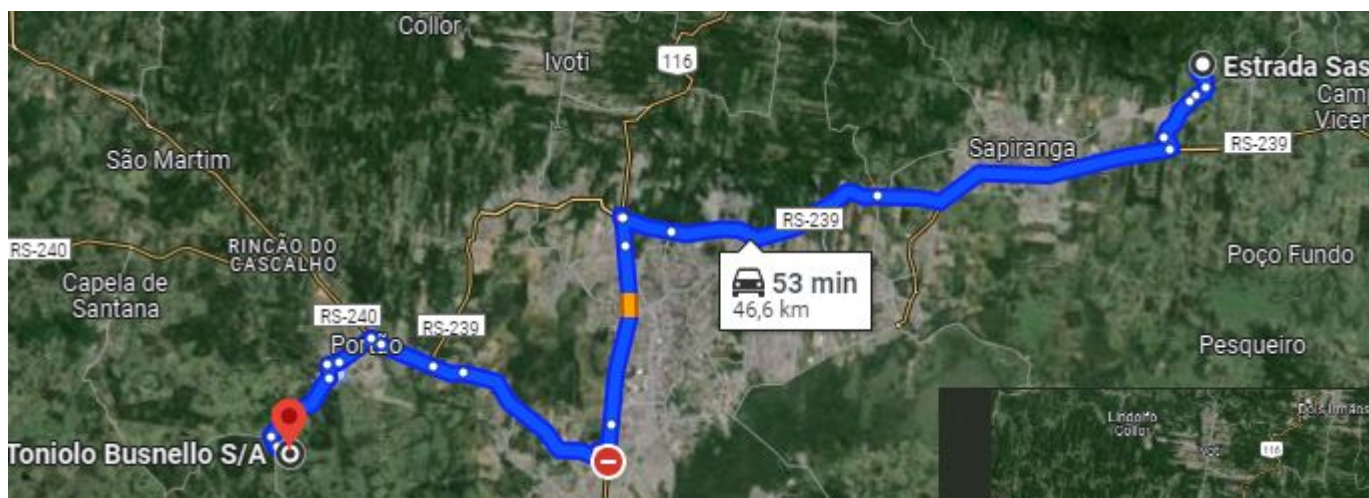 Collor
Ivoti
116
Estrada Sas
Camp
Vicen
São Martim
Sapiranga
RS-239
RS-239
RS-240
RINCÃO DO
CASCALHO
Poço Fundo
Capela de
Santana
53 min
46,6 km
RS-240
RS-239
Portão
Pesqueiro
Toniolo Busnello S/A
Lindolfo
Collor
Dois Irmãos
116